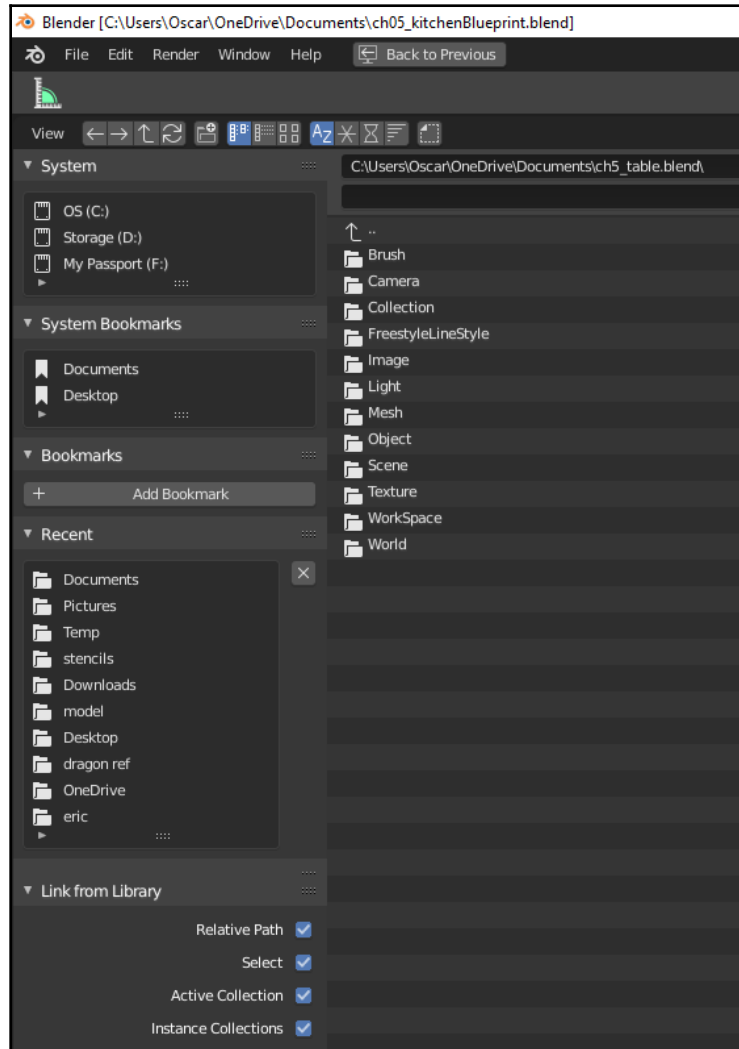 Blender [C:\Users\Oscar\OneDrive\Documents\ch05_kitchenBlueprint.blend]
File Edit Render Window Help Back to Previous
View
System
OS (C:)
Storage (D:)
My Passport (F:)
System Bookmarks
Documents
Desktop
Bookmarks
+ Add Bookmark
Recent
Documents
Pictures
Temp
stencils
Downloads
model
Desktop
dragon ref
OneDrive
eric
Link from Library
Relative Path
Select
Active Collection
Instance Collections
C:\Users\Oscar\OneDrive\Documents\ch5_table.blend\
..
Brush
Camera
Collection
FreestyleLineStyle
Image
Light
Mesh
Object
Scene
Texture
WorkSpace
World